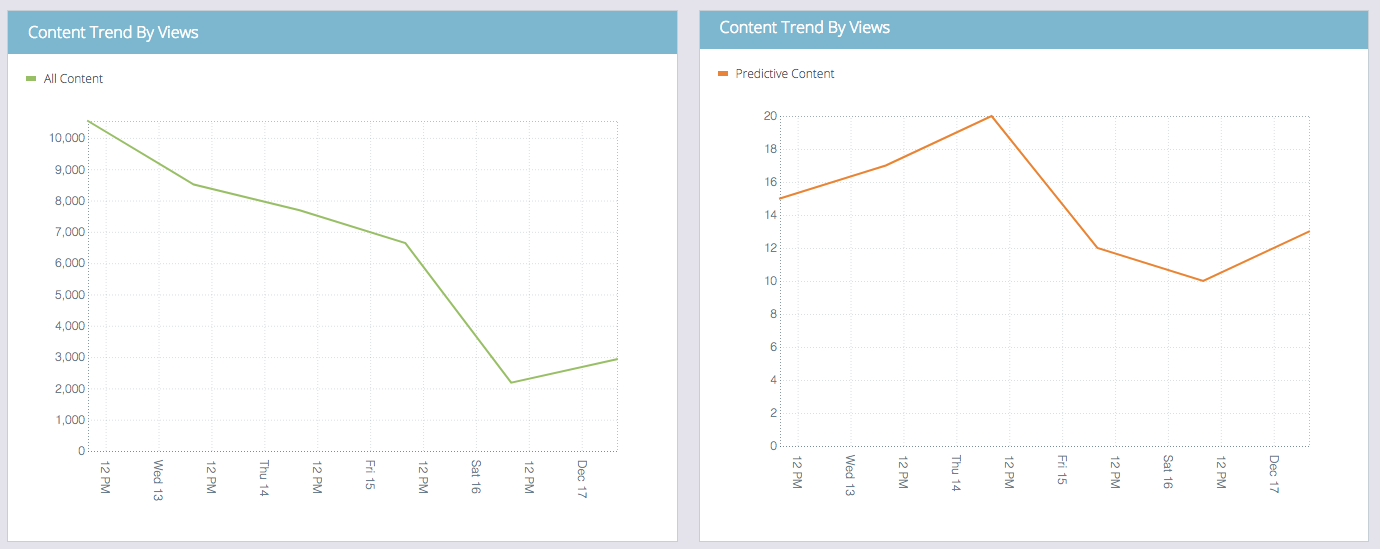 Content Trend By Views
All Content
10,000
9,000
8,000
7,000
6,000
5,000
4,000
3,000
2,000
1,000
0
12 PM
Wed 13
12 PM
Thu 14
12 PM
Fri 15
12 PM
Sat 16
12 PM
Dec 17
Content Trend By Views
Predictive Content
20
18
16
14
12
10
8
6
4
2
0
12 PM
Wed 13
12 PM
Thu 14
12 PM
Fri 15
12 PM
Sat 16
12 PM
Dec 17